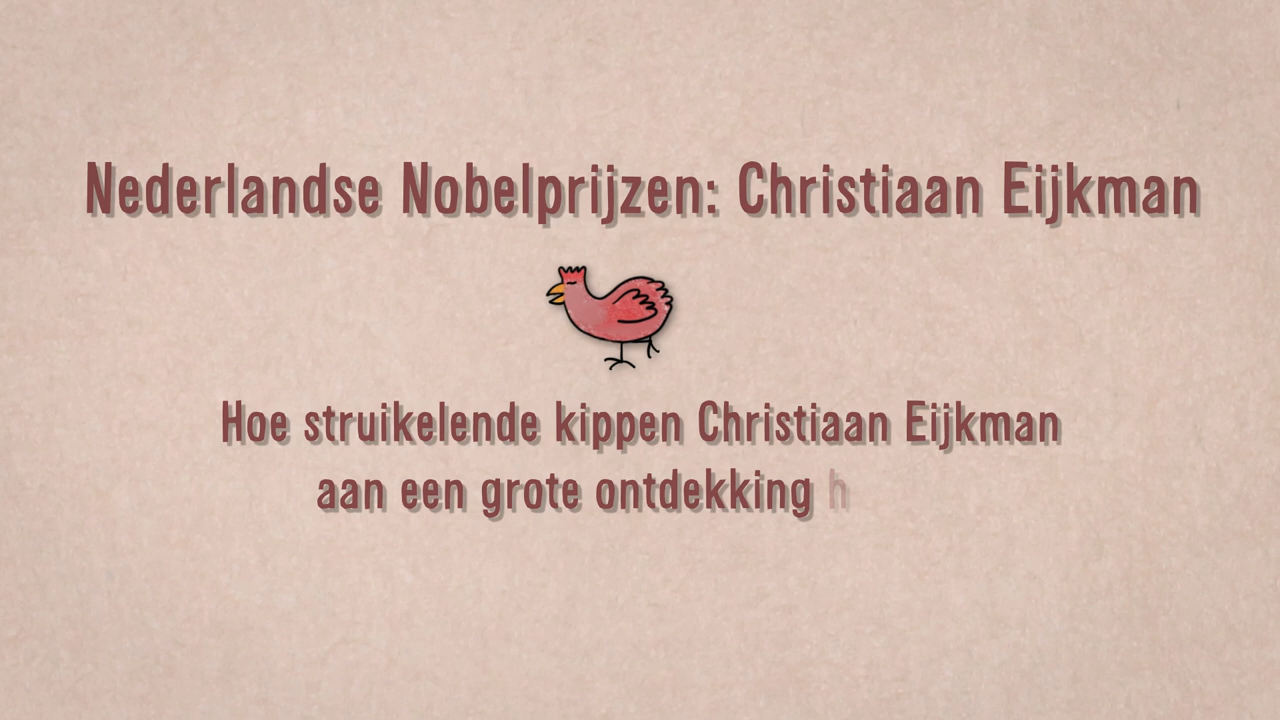 Nederlandse Nobelprijzen: Christiaan Eijkman
Hoe struikelende kippen Christiaan Eijkman
aan een grote ontdekking h